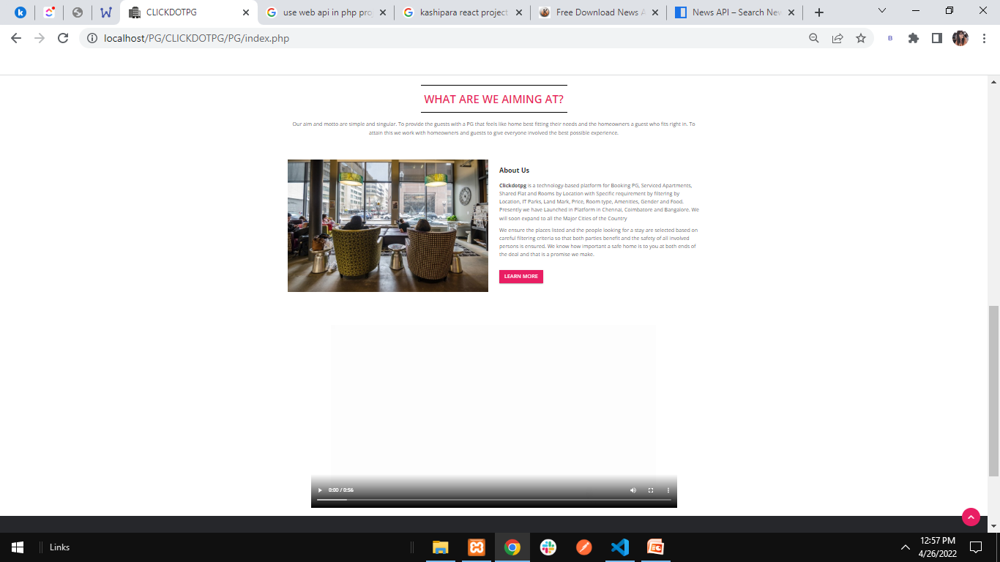 CLICKDOTPG
use web api in php proj
kashipara react project
Free Download News A
News API – Search New
localhost/PG/CLICKDOTPG/PG/index.php
B
WHAT ARE WE AIMING AT?
Our aim and motto are simple and singular. To provide the guests with a PG that feels like home best fitting their needs and the homeowners a guest who fits right in. To
attain this we work with homeowners and guests to give everyone involved the best possible experience.
About Us
Clickdotpg is a technology-based platform for Booking PG, Serviced Apartments,
Shared Flat and Rooms by Location with Specific requirement by filtering by
Location, IT Parks, Land Mark, Price, Room type, Amenities, Gender and Food.
Presently we have Launched in Platform in Chennai, Coimbatore and Bangalore. We
will soon expand to all the Major Cities of the Country
We ensure the places listed and the people looking for a stay are selected based on
careful filtering criteria so that both parties benefit and the safety of all involved
persons is ensured. We know how important a safe home is to you at both ends of
the deal and that is a promise we make.
LEARN MORE
0:00 / 0:56
Links
12:57 PM
4/26/2022